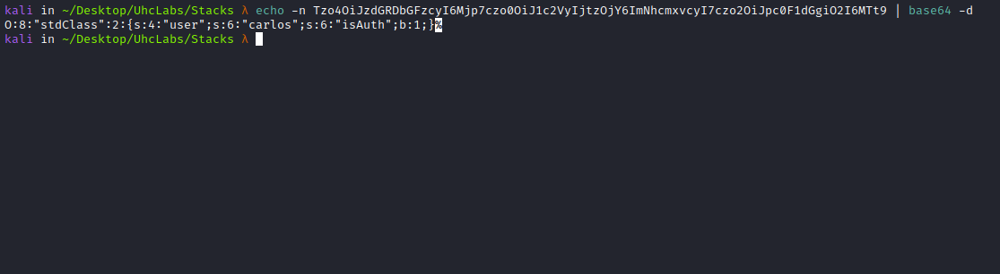 kali in ~/Desktop/UhcLabs/Stacks λ echo -n Tzo4OiJzdGRDbGFzcyI6Mjp7czo0OiJ1c2VyIjtzOjY6ImNhcmxvcyI7czo2OiJpc0F1dGgiO2I6MTt9 | base64 -d
O:8:"stdClass":2:{s:4:"user";s:6:"carlos";s:6:"isAuth";b:1;}%
kali in ~/Desktop/UhcLabs/Stacks λ